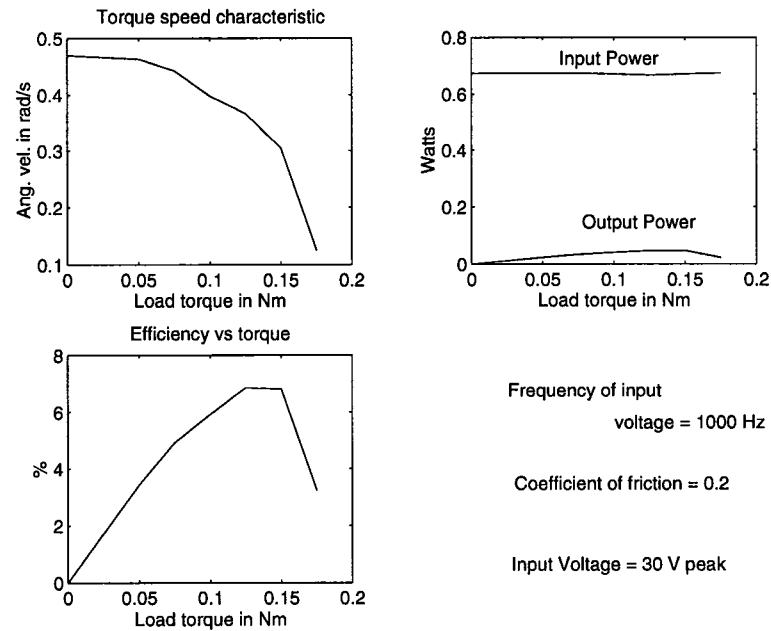 Torque speed characteristic
0.5
0.4
0.3
0.2
0.1
Ang. vel. in rad/s
0
0.05
0.1
0.15
0.2
Load torque in Nm
0.8
0.6
0.4
0.2
0
Watts
Input Power
Output Power
0
0.05
0.1
0.15
0.2
Load torque in Nm
Efficiency vs torque
8
6
4
2
0
%
0
0.05
0.1
0.15
0.2
Load torque in Nm
Frequency of input
voltage = 1000 Hz
Coefficient of friction = 0.2
Input Voltage = 30 V peak